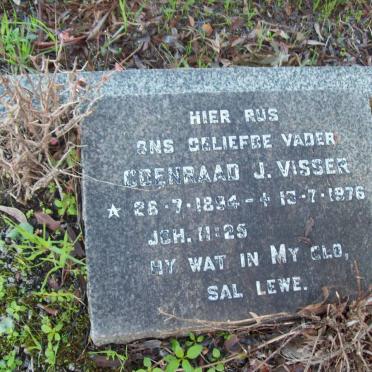 HIER RUS
ONS GELIEFDE VADER
COENRAAD J. VISSER
★ 26-7-1894 - ✝ 13-7-1976
JOH. 11:25
HY WAT IN MY GLO,
SAL LEWE.